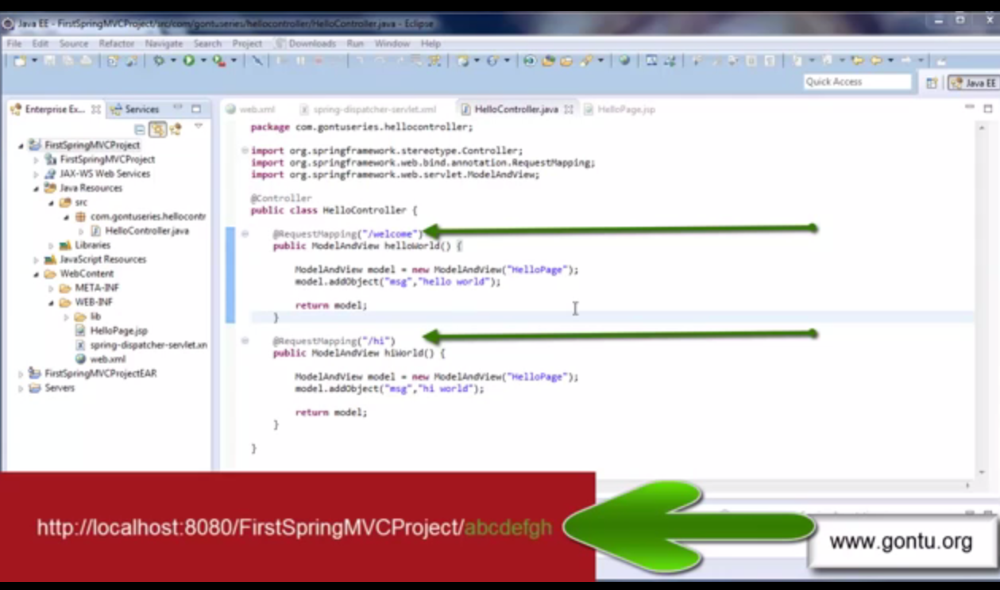 Java EE - FirstSpringMVCProject/src/com/gontuseries/hellocontroller/HelloController.java - Eclipse
File Edit Source Refactor Navigate Search Project Downloads Run Window Help
Quick Access
Java EE
Enterprise Ex...
Services
web.xml
spring-dispatcher-servlet.xml
HelloController.java
HelloPage.jsp
FirstSpringMVCProject
FirstSpringMVCProject
JAX-WS Web Services
Java Resources
src
com.gontuseries.hellocontr
HelloController.java
Libraries
JavaScript Resources
WebContent
META-INF
WEB-INF
lib
HelloPage.jsp
spring-dispatcher-servlet.xn
web.xml
FirstSpringMVCProjectEAR
Servers
package com.gontuseries.hellocontroller;
import org.springframework.stereotype.Controller;
import org.springframework.web.bind.annotation.RequestMapping;
import org.springframework.web.servlet.ModelAndView;
@Controller
public class HelloController {
@RequestMapping("/welcome")
public ModelAndView helloWorld() {
ModelAndView model = new ModelAndView("HelloPage");
model.addObject("msg","hello world");
return model;
}
@RequestMapping("/hi")
public ModelAndView hiWorld() {
ModelAndView model = new ModelAndView("HelloPage");
model.addObject("msg","hi world");
return model;
}
}
http://localhost:8080/FirstSpringMVCProject/abcdefgh
www.gontu.org